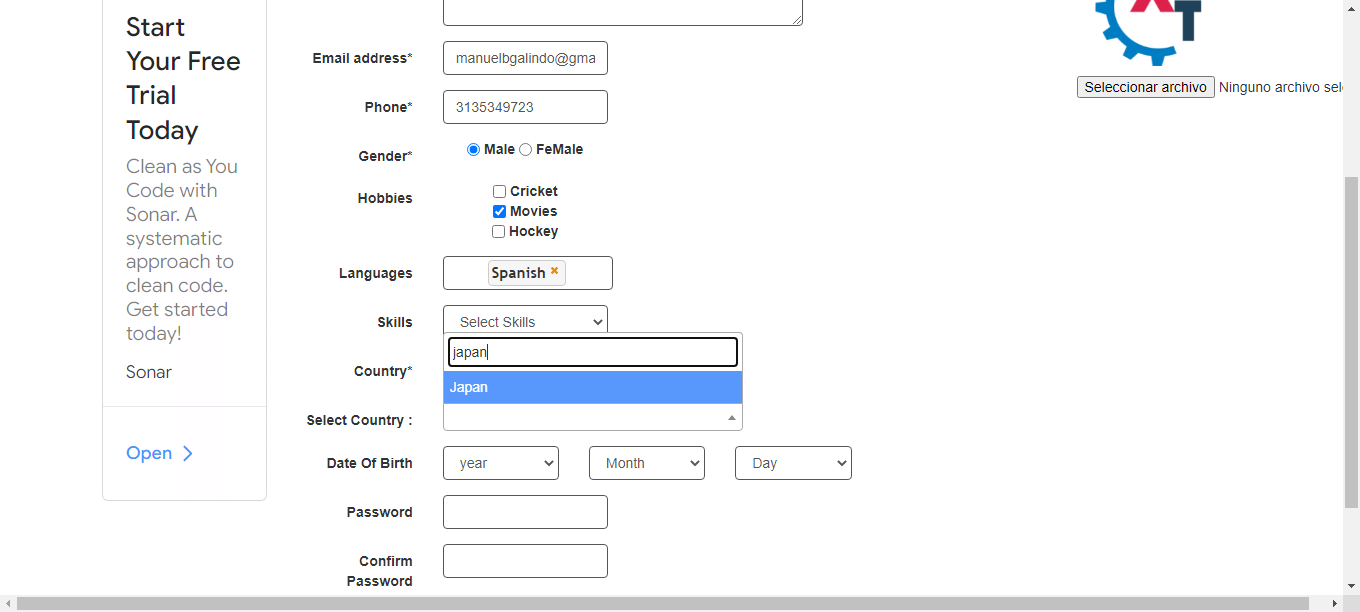 Start
Your Free
Trial
Today
Clean as You
Code with
Sonar. A
systematic
approach to
clean code.
Get started
today!
Sonar
Open
Email address*
manuelbgalindo@gma
Phone*
3135349723
Gender*
Male FeMale
Hobbies
Cricket
Movies
Hockey
Languages
Spanish
Skills
Select Skills
japan
Country*
Japan
Select Country :
Date Of Birth
year Month Day
Password
Confirm
Password
Seleccionar archivo Ninguno archivo sel